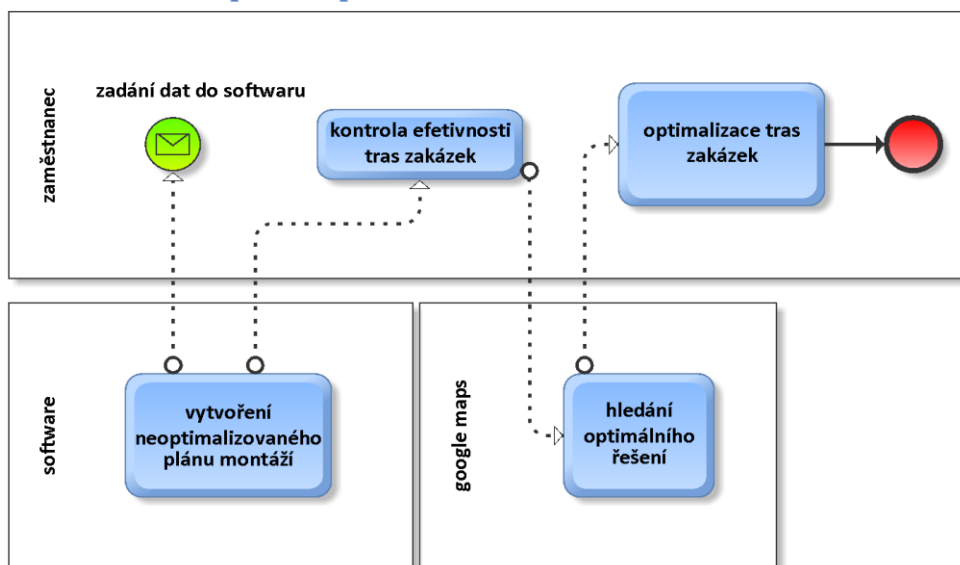 zaměstnanec
zadání dat do softwaru
kontrola efetivnosti
tras zakázek
optimalizace tras
zakázek
software
vytvoření
neoptimalizovaného
plánu montáží
google maps
hledání
optimálního
řešení